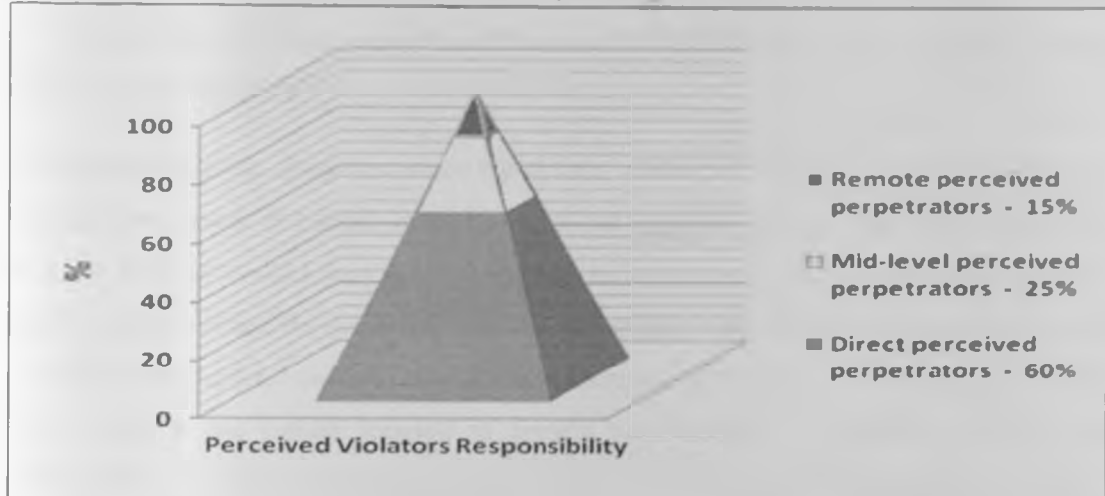 100
80
60
40
20
0
%
Perceived Violators Responsibility
Remote perceived
perpetrators - 15%
Mid-level perceived
perpetrators - 25%
Direct perceived
perpetrators - 60%